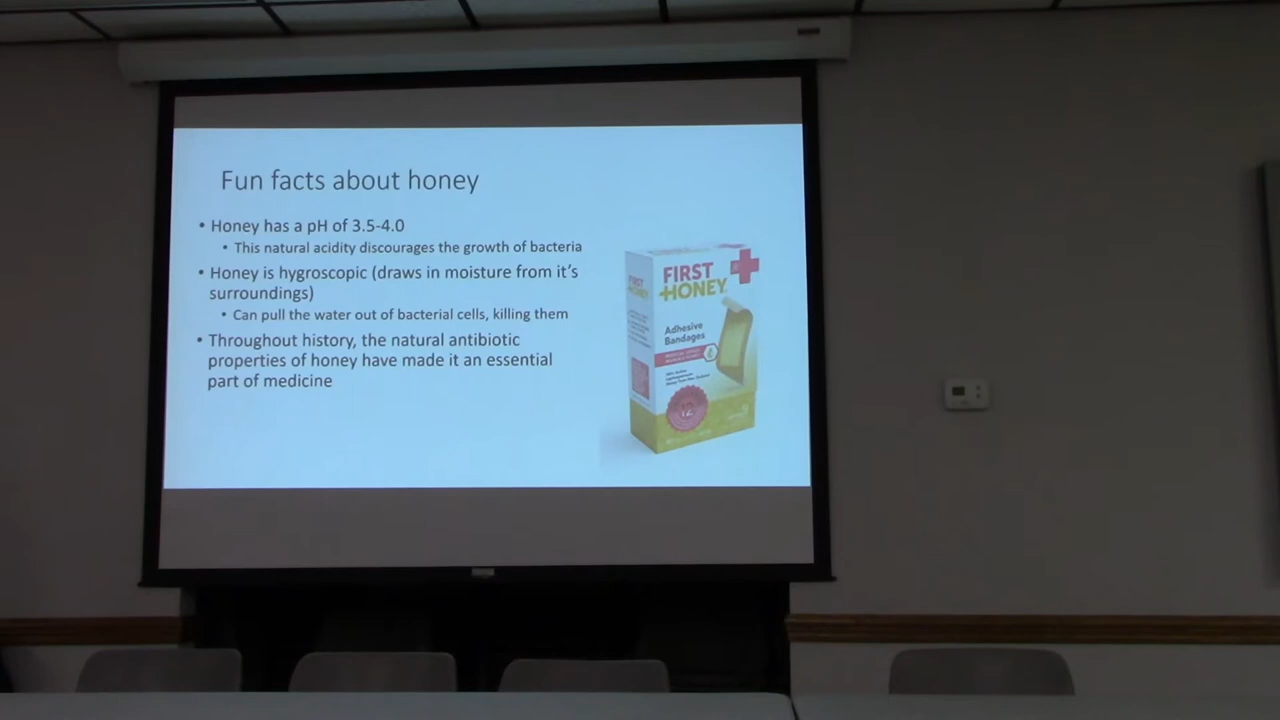 Fun facts about honey
• Honey has a pH of 3.5-4.0
• This natural acidity discourages the growth of bacteria
• Honey is hygroscopic (draws in moisture from it's
surroundings)
• Can pull the water out of bacterial cells, killing them
• Throughout history, the natural antibiotic
properties of honey have made it an essential
part of medicine
FIRST
HONEY
FIRST
HONEY
Adhesive
Bandages
12